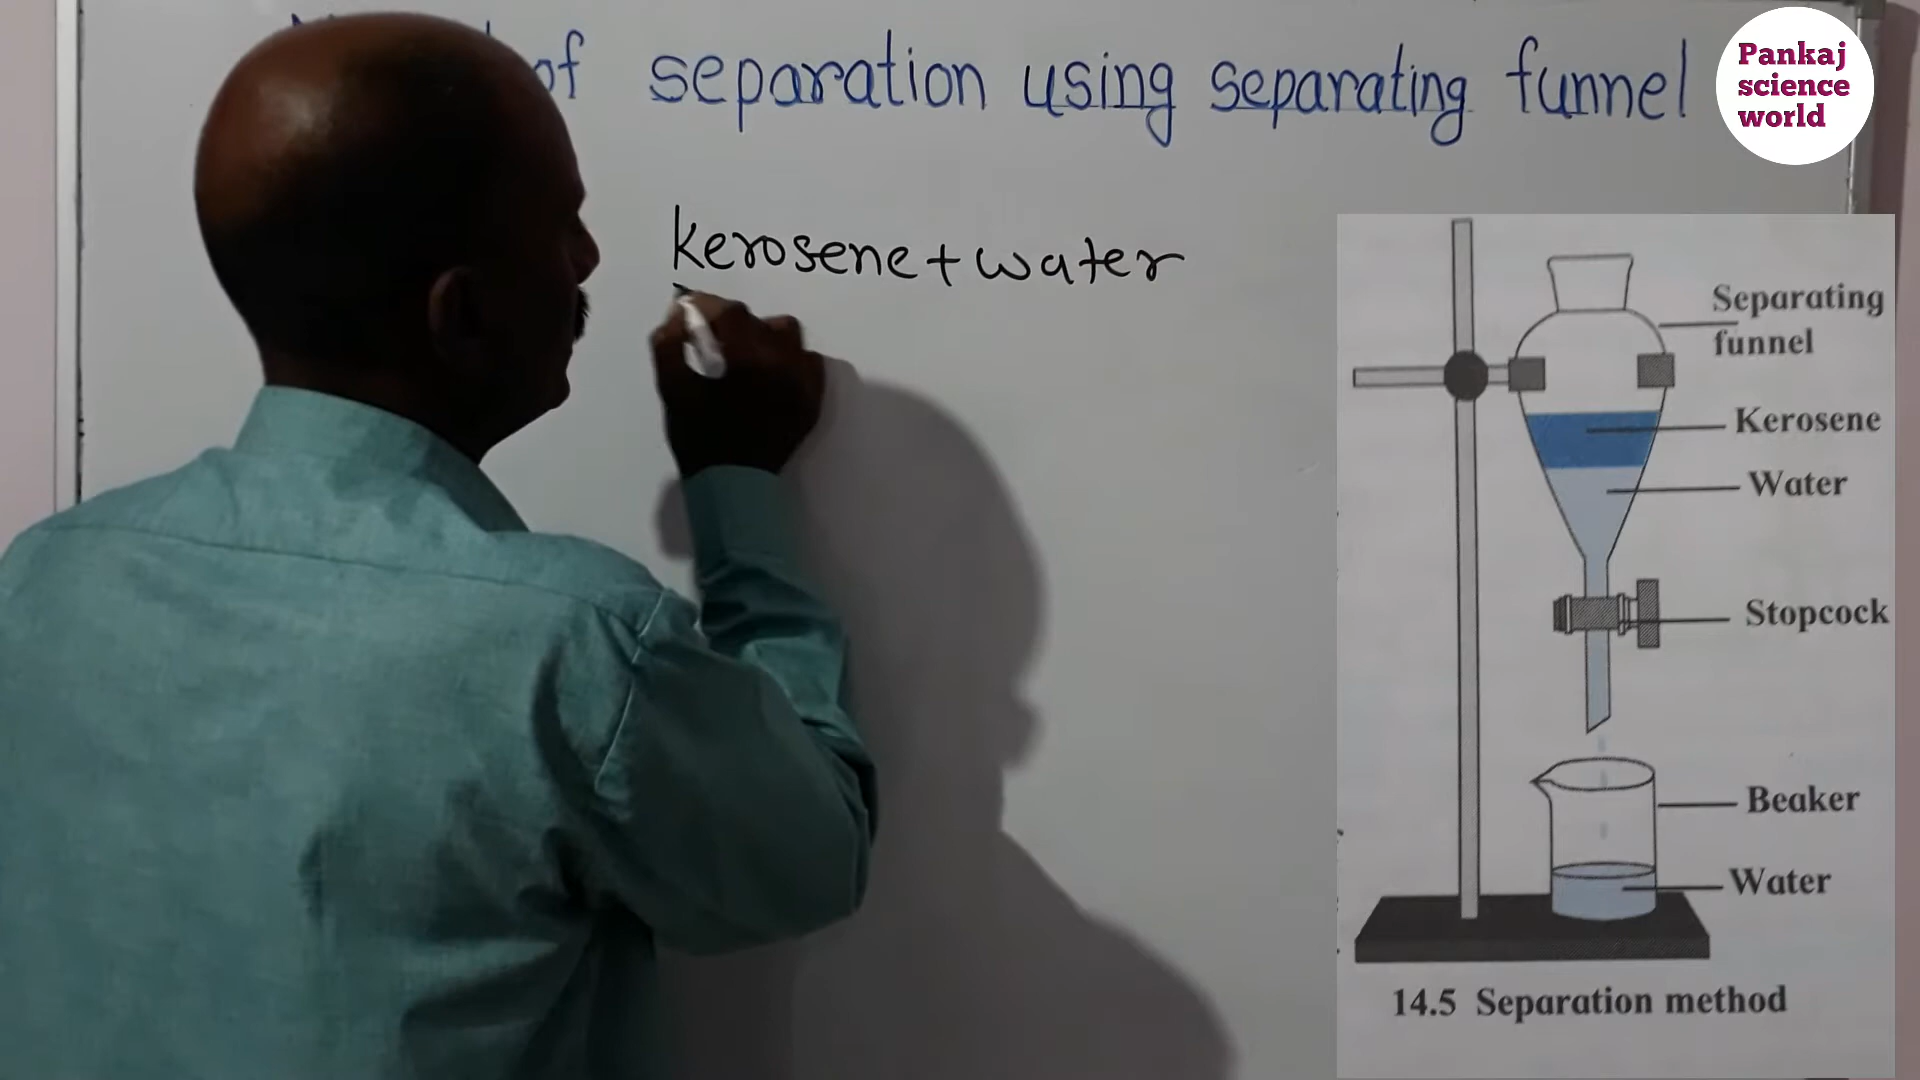 of separation using separating funnel
Pankaj
science
world
kerosene + water
Separating
funnel
Kerosene
Water
Stopcock
Beaker
Water
14.5 Separation method